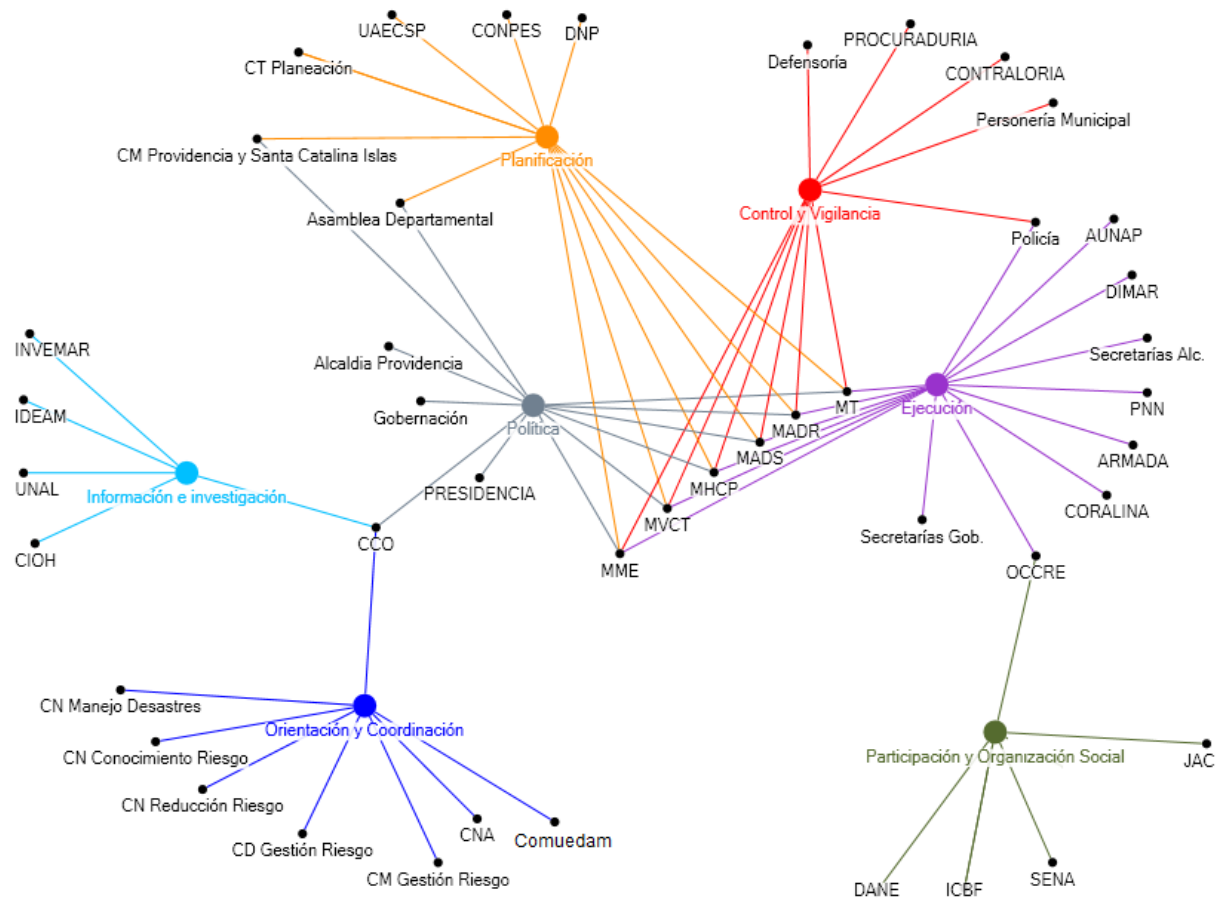 UAECSP
CONPES
DNP
PROCURADURIA
CT Planeación
Defensoría
CONTRALORIA
Personería Municipal
CM Providencia y Santa Catalina Islas
Planificación
Asamblea Departamental
Control y Vigilancia
Policía
AUNAP
DIMAR
INVEMAR
Alcaldia Providencia
Secretarías Alc.
IDEAM
Gobernación
Política
MT
Ejecución
PNN
MADR
MADS
ARMADA
UNAL
Información e investigación
PRESIDENCIA
MHCP
CORALINA
MVCT
Secretarías Gob.
CIOH
CCO
MME
OCCRE
CN Manejo Desastres
Orientación y Coordinación
CN Conocimiento Riesgo
Participación y Organización Social
JAC
CN Reducción Riesgo
CD Gestión Riesgo
CNA
Comuedam
CM Gestión Riesgo
DANE
ICBF
SENA